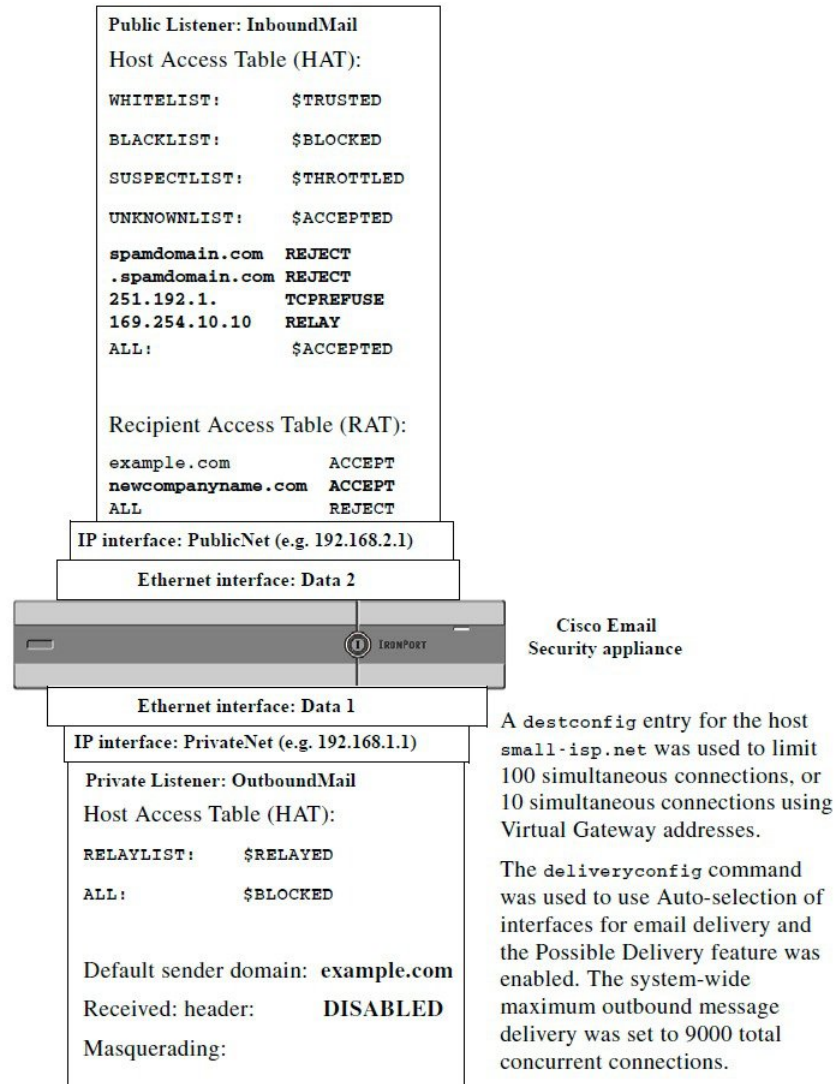 Public Listener: InboundMail
Host Access Table (HAT):
WHITELIST: $TRUSTED
BLACKLIST: $BLOCKED
SUSPECTLIST: $THROTTLED
UNKNOWNLIST: $ACCEPTED
spamdomain.com REJECT
.spamdomain.com REJECT
251.192.1. TCPREFUSE
169.254.10.10 RELAY
ALL: $ACCEPTED
Recipient Access Table (RAT):
example.com ACCEPT
newcompanyname.com ACCEPT
ALL REJECT
IP interface: PublicNet (e.g. 192.168.2.1)
Ethernet interface: Data 2
IRONPORT
Cisco Email
Security appliance
Ethernet interface: Data 1
IP interface: PrivateNet (e.g. 192.168.1.1)
Private Listener: OutboundMail
Host Access Table (HAT):
RELAYLIST: $RELAYED
ALL: $BLOCKED
Default sender domain: example.com
Received: header: DISABLED
Masquerading:
A destconfig entry for the host
small-isp.net was used to limit
100 simultaneous connections, or
10 simultaneous connections using
Virtual Gateway addresses.
The deliveryconfig command
was used to use Auto-selection of
interfaces for email delivery and
the Possible Delivery feature was
enabled. The system-wide
maximum outbound message
delivery was set to 9000 total
concurrent connections.